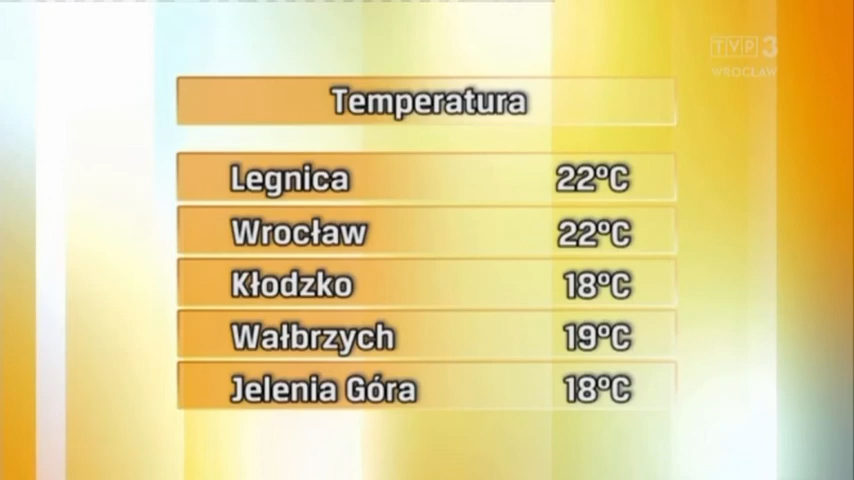 TVP3
WROCŁAW
Temperatura
Legnica 22°C
Wrocław 22°C
Kłodzko 18°C
Wałbrzych 19°C
Jelenia Góra 18°C